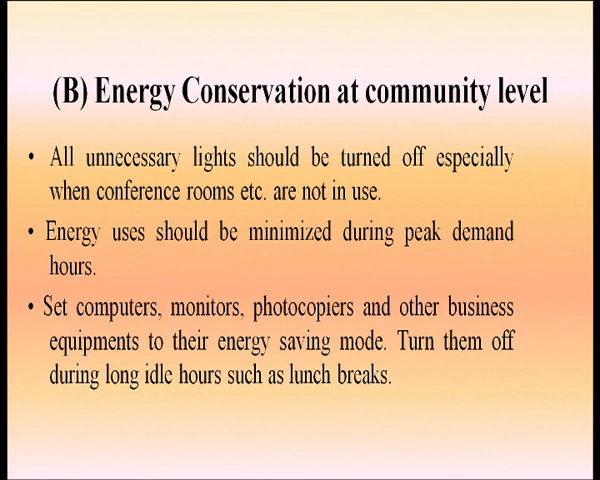 (B) Energy Conservation at community level
• All unnecessary lights should be turned off especially
when conference rooms etc. are not in use.
• Energy uses should be minimized during peak demand
hours.
• Set computers, monitors, photocopiers and other business
equipments to their energy saving mode. Turn them off
during long idle hours such as lunch breaks.